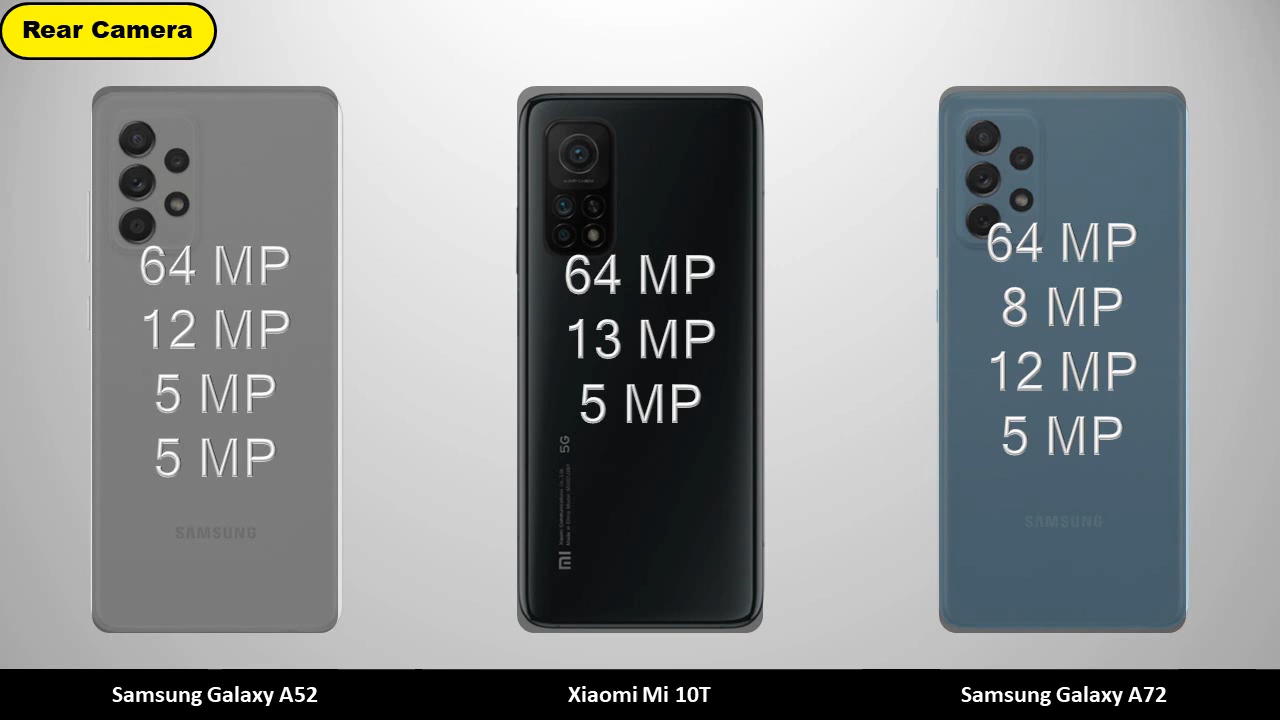 Rear Camera
64 MP
12 MP
5 MP
5 MP
SAMSUNG
Samsung Galaxy A52
64 MP
13 MP
5 MP
5G
MI
Xiaomi Mi 10T
64 MP
8 MP
12 MP
5 MP
SAMSUNG
Samsung Galaxy A72